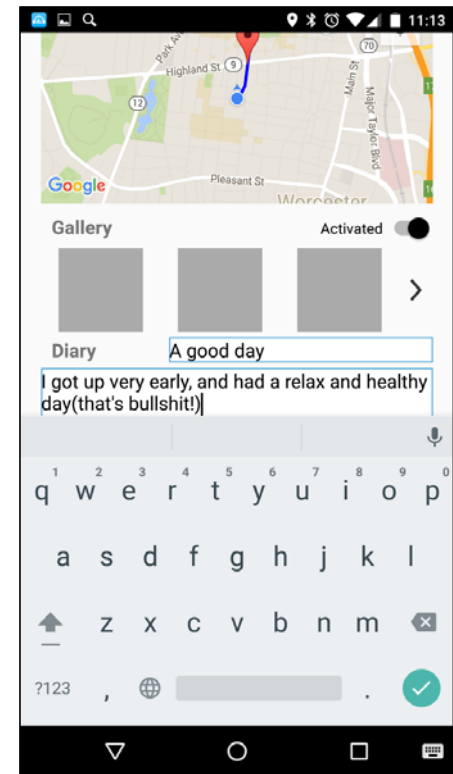 11:13
Park Av
Highland St 9
70
12
Main St
Major Taylor Blvd
Google
Pleasant St
Worcester
Gallery
Activated
Diary
A good day
I got up very early, and had a relax and healthy
day(that's bullshit!)
1 2 3 4 5 6 7 8 9 0
q w e r t y u i o p
a s d f g h j k l
z x c v b n m
?123 , .